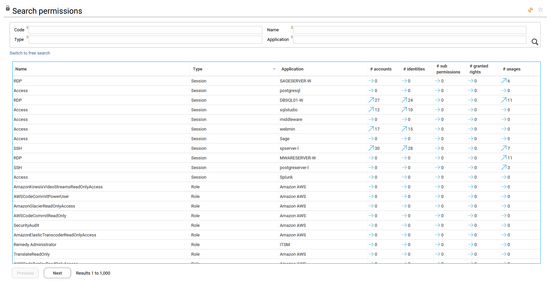 Search permissions
Code
Name
Type
Application
Switch to free search
Name Type Application # accounts # identities # sub permissions # granted rights # usages
RDP Session SAGESERVER-W 0 0 0 0 6
Access Session postgresql 0 0 0 0 0
RDP Session DBSQL01-W 27 24 0 0 11
Access Session sqlstudio 12 10 0 0 0
Access Session middleware 0 0 0 0 0
Access Session webmin 17 15 0 0 0
Access Session Sage 0 0 0 0 0
SSH Session spserver-l 30 28 0 0 7
RDP Session MWARESERVER-W 0 0 0 0 11
SSH Session postgreserver-l 0 0 0 0 3
Access Session Splunk 0 0 0 0 0
AmazonKinesisVideoStreamsReadOnlyAccess Role Amazon AWS 0 0 0 0 0
AWSCodeCommitPowerUser Role Amazon AWS 0 0 0 0 0
AmazonGlacierReadOnlyAccess Role Amazon AWS 0 0 0 0 0
AWSCodeCommitReadOnly Role Amazon AWS 0 0 0 0 0
SecurityAudit Role Amazon AWS 0 0 0 0 0
AmazonElasticTranscoderReadOnlyAccess Role Amazon AWS 0 0 0 0 0
Remedy Administrator Role ITSM 0 0 0 0 0
TranslateReadOnly Role Amazon AWS 0 0 0 0 0
Previous Next Results 1 to 1,000